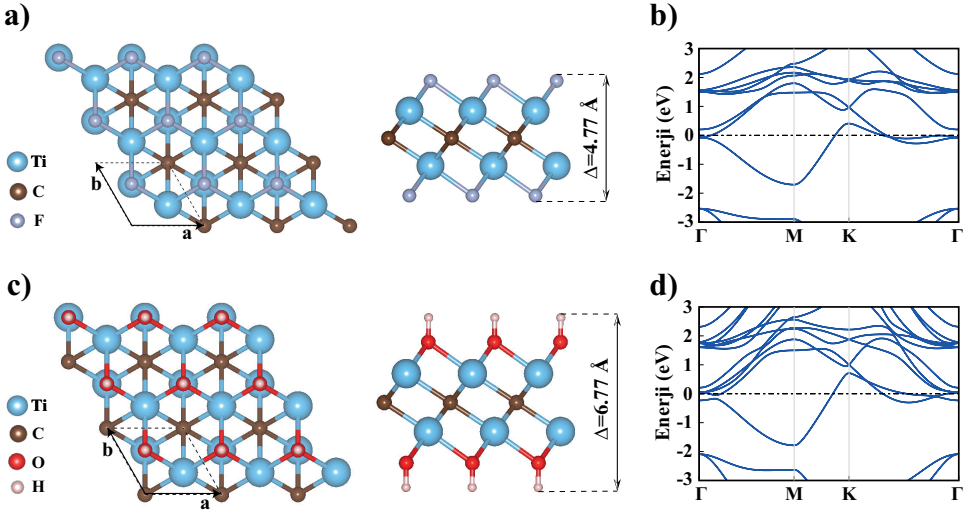 a)
Ti
C
F
b
a
Δ=4.77 Å
b)
Enerji (eV)
3
2
1
0
-1
-2
-3
Γ
M
K
Γ
c)
Ti
C
O
H
b
a
Δ=6.77 Å
d)
Enerji (eV)
3
2
1
0
-1
-2
-3
Γ
M
K
Γ